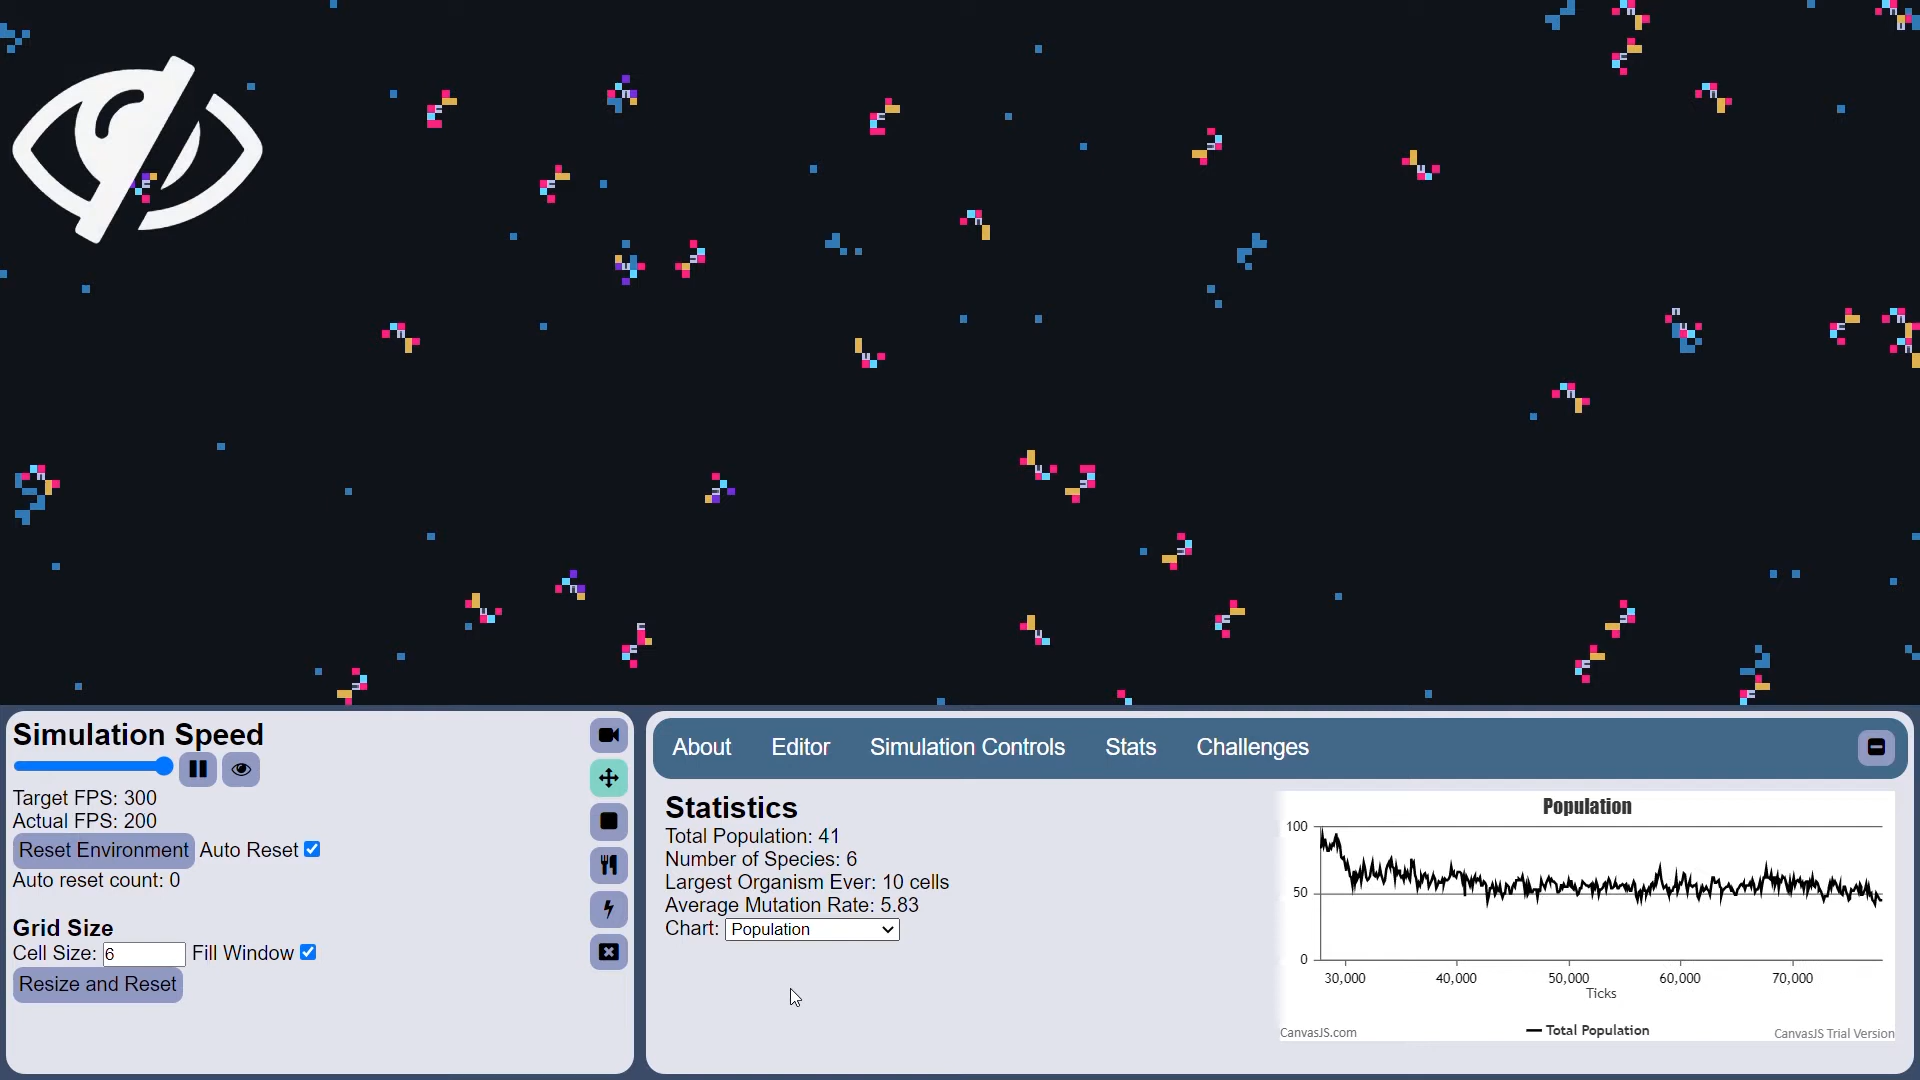 Simulation Speed
Target FPS: 300
Actual FPS: 200
Reset Environment Auto Reset
Auto reset count: 0
Grid Size
Cell Size: 6 Fill Window
Resize and Reset
About Editor Simulation Controls Stats Challenges
Statistics
Total Population: 41
Number of Species: 6
Largest Organism Ever: 10 cells
Average Mutation Rate: 5.83
Chart: Population
Population
100
50
0
30,000 40,000 50,000 60,000 70,000
Ticks
Total Population
CanvasJS.com
CanvasJS Trial Version